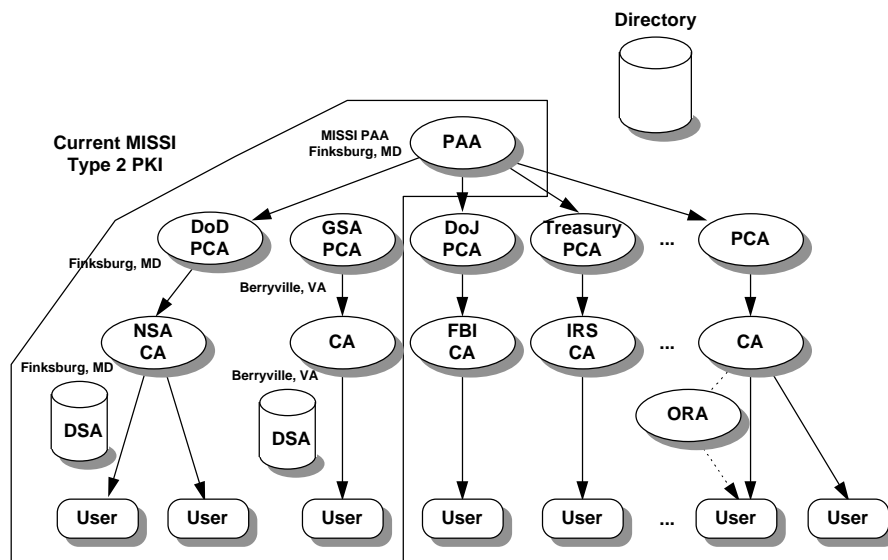 Directory
Current MISSI
Type 2 PKI
MISSI PAA
Finksburg, MD
PAA
DoD
PCA
GSA
PCA
DoJ
PCA
Treasury
PCA
...
PCA
Finksburg, MD
Berryville, VA
NSA
CA
CA
FBI
CA
IRS
CA
...
CA
Finksburg, MD
Berryville, VA
DSA
DSA
ORA
User
User
User
User
User
...
User
User